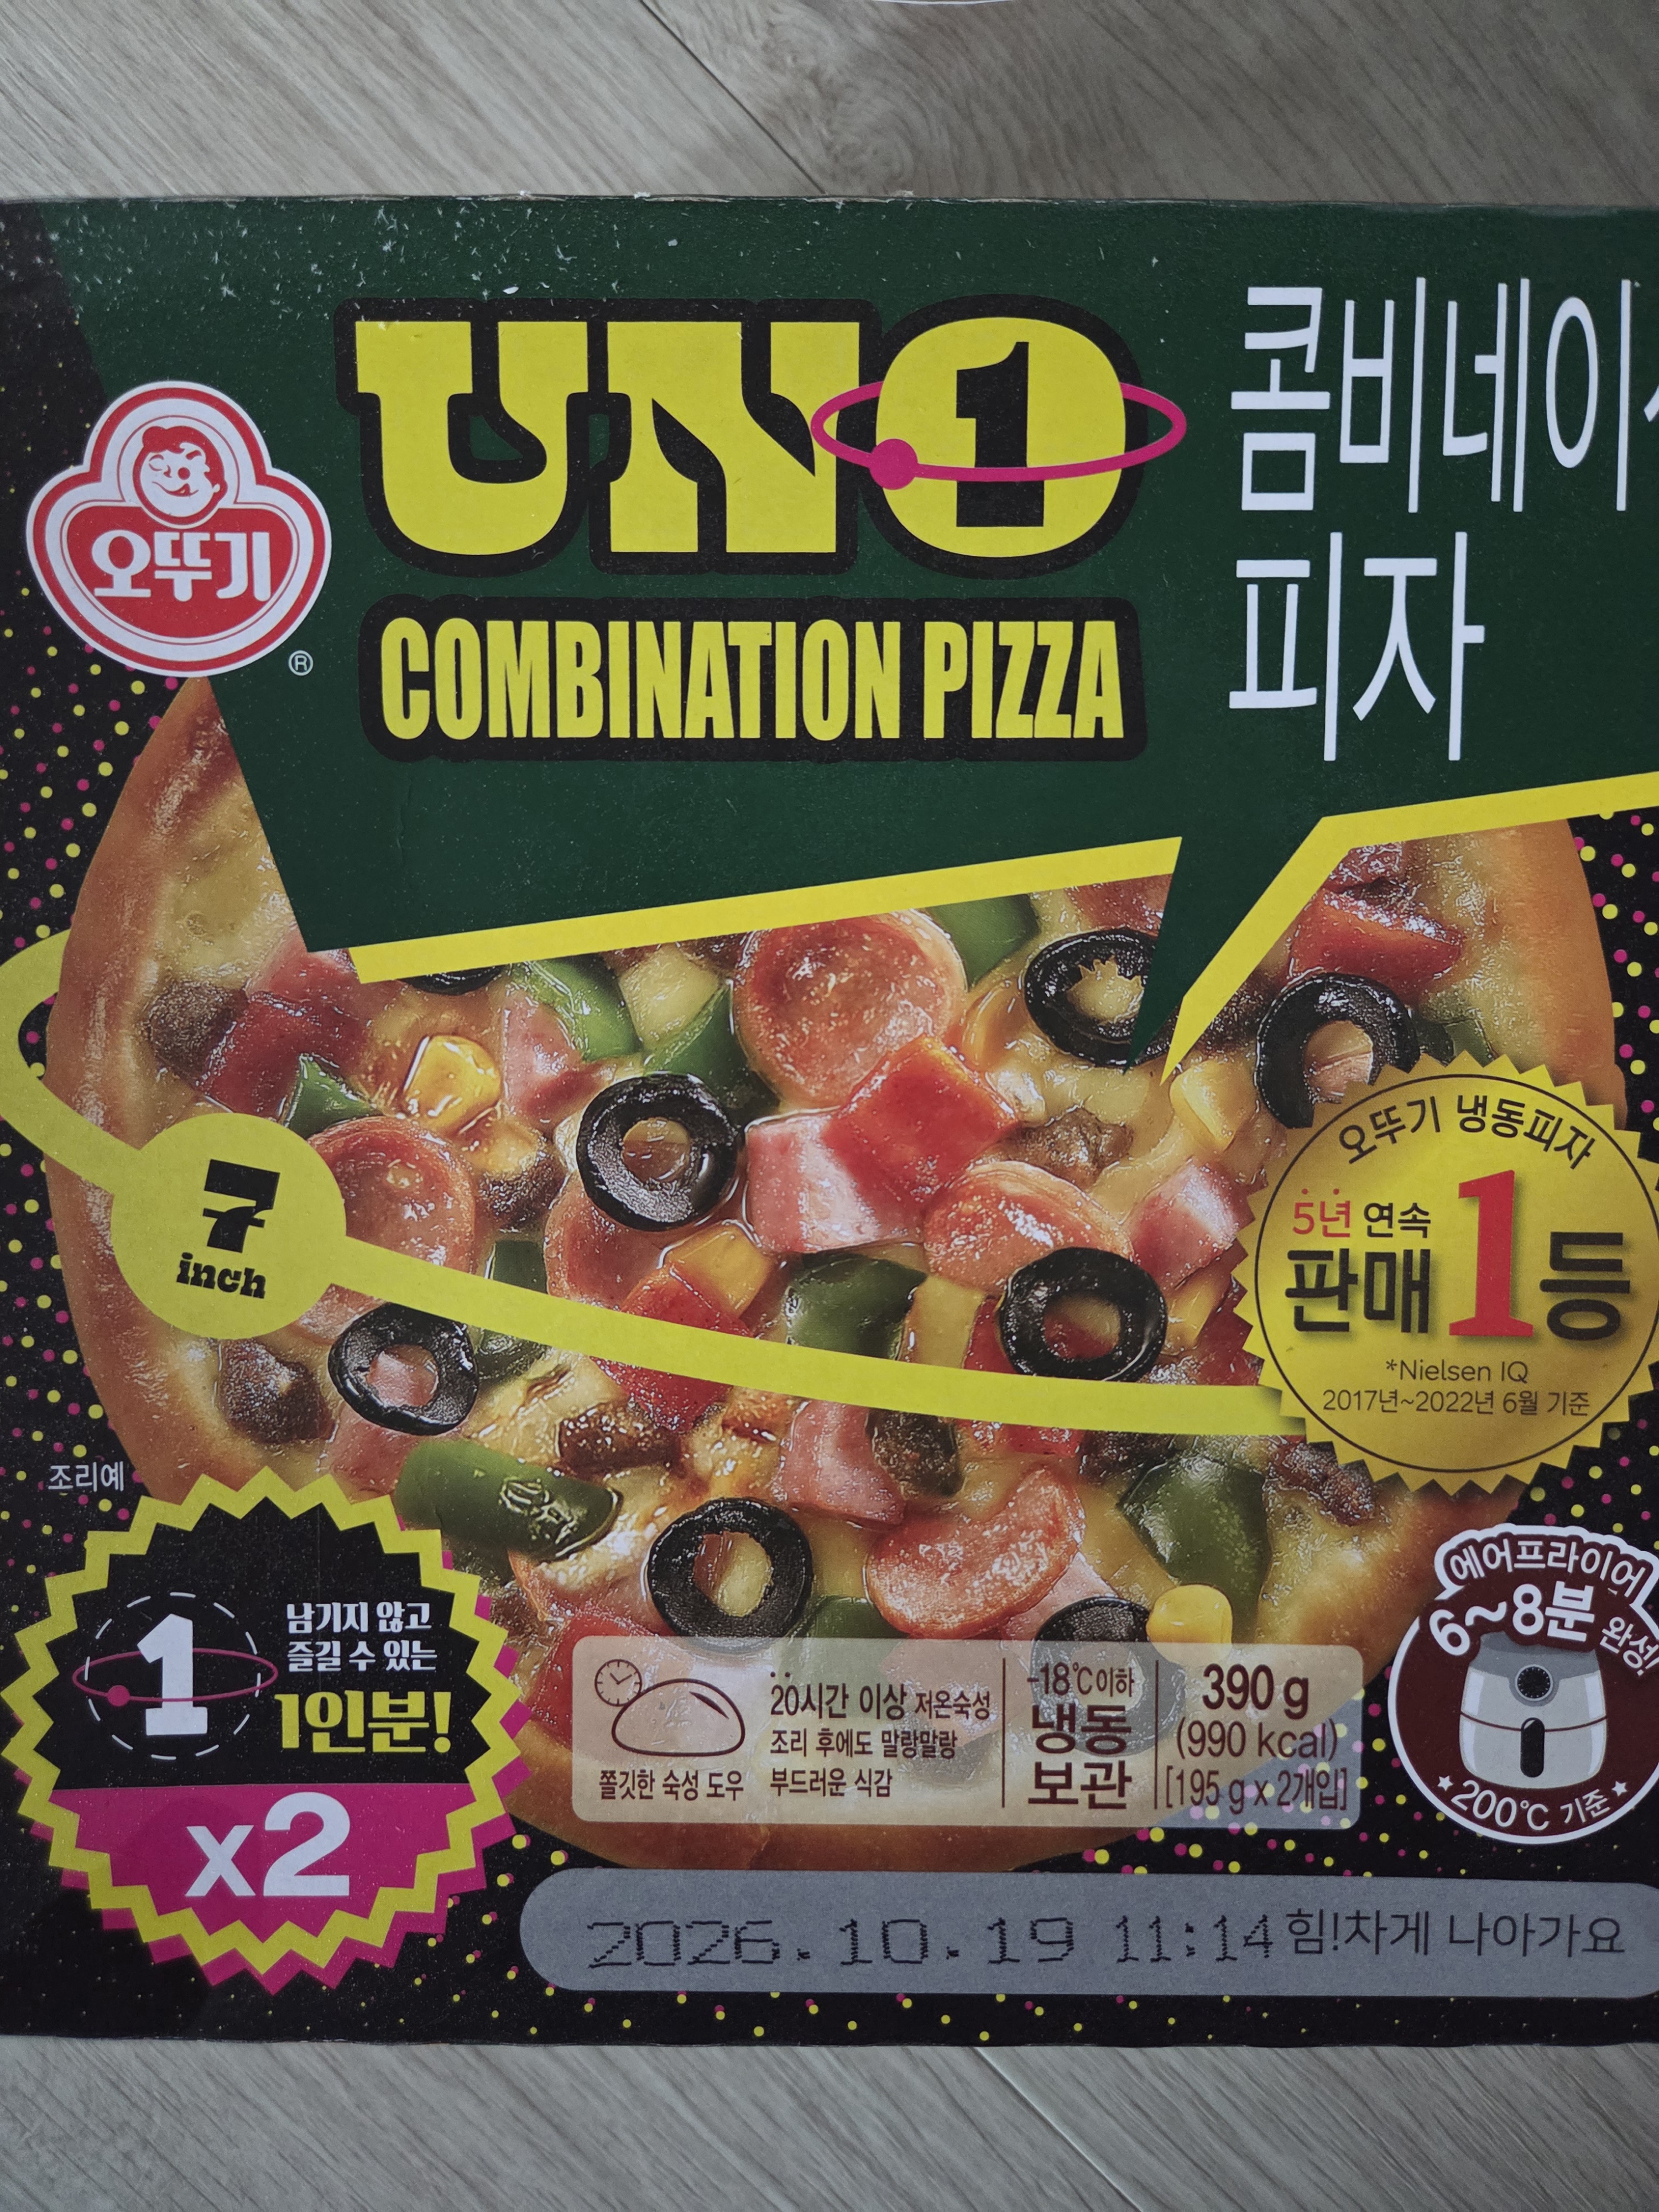 오뚜기
®
UNO
1
COMBINATION PIZZA
콤비네이
피자
7
inch
오뚜기 냉동피자
5년 연속
판매 1등
*Nielsen IQ
2017년~2022년 6월 기준
조리예
1
남기지 않고
즐길 수 있는
1인분!
x2
쫄깃한 숙성 도우
20시간 이상 저온숙성
조리 후에도 말랑말랑
부드러운 식감
-18℃이하
냉동
보관
390 g
(990 kcal)
[195 g x 2개입]
에어프라이어
6~8분 완성!
200℃ 기준
2026.10.19 11:14 힘!차게 나아가요